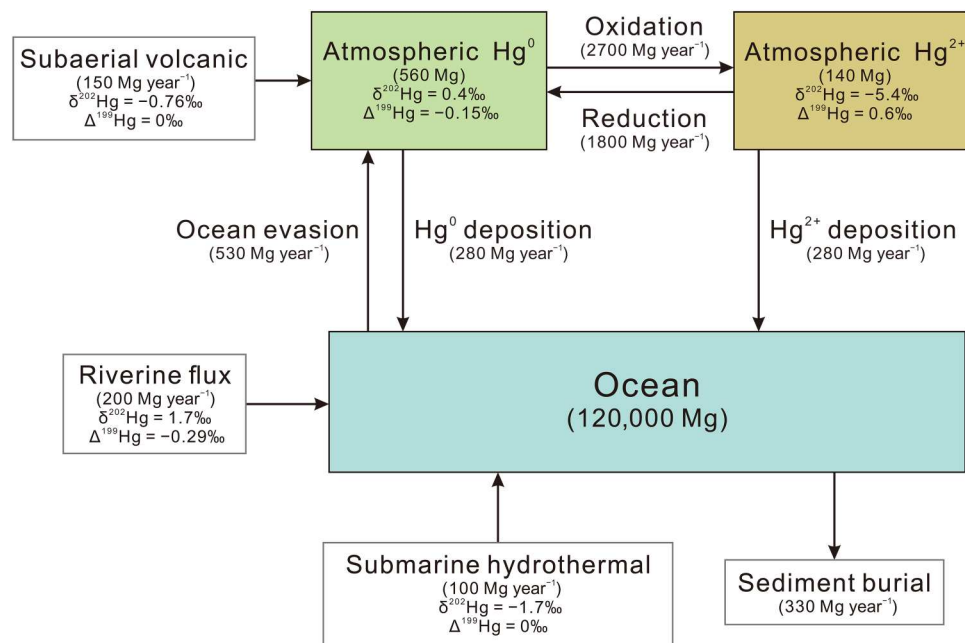 Subaerial volcanic
(150 Mg year⁻¹)
δ²⁰²Hg = −0.76‰
Δ¹⁹⁹Hg = 0‰
Atmospheric Hg⁰
(560 Mg)
δ²⁰²Hg = 0.4‰
Δ¹⁹⁹Hg = −0.15‰
Oxidation
(2700 Mg year⁻¹)
Reduction
(1800 Mg year⁻¹)
Atmospheric Hg²⁺
(140 Mg)
δ²⁰²Hg = −5.4‰
Δ¹⁹⁹Hg = 0.6‰
Ocean evasion
(530 Mg year⁻¹)
Hg⁰ deposition
(280 Mg year⁻¹)
Hg²⁺ deposition
(280 Mg year⁻¹)
Riverine flux
(200 Mg year⁻¹)
δ²⁰²Hg = 1.7‰
Δ¹⁹⁹Hg = −0.29‰
Ocean
(120,000 Mg)
Submarine hydrothermal
(100 Mg year⁻¹)
δ²⁰²Hg = −1.7‰
Δ¹⁹⁹Hg = 0‰
Sediment burial
(330 Mg year⁻¹)